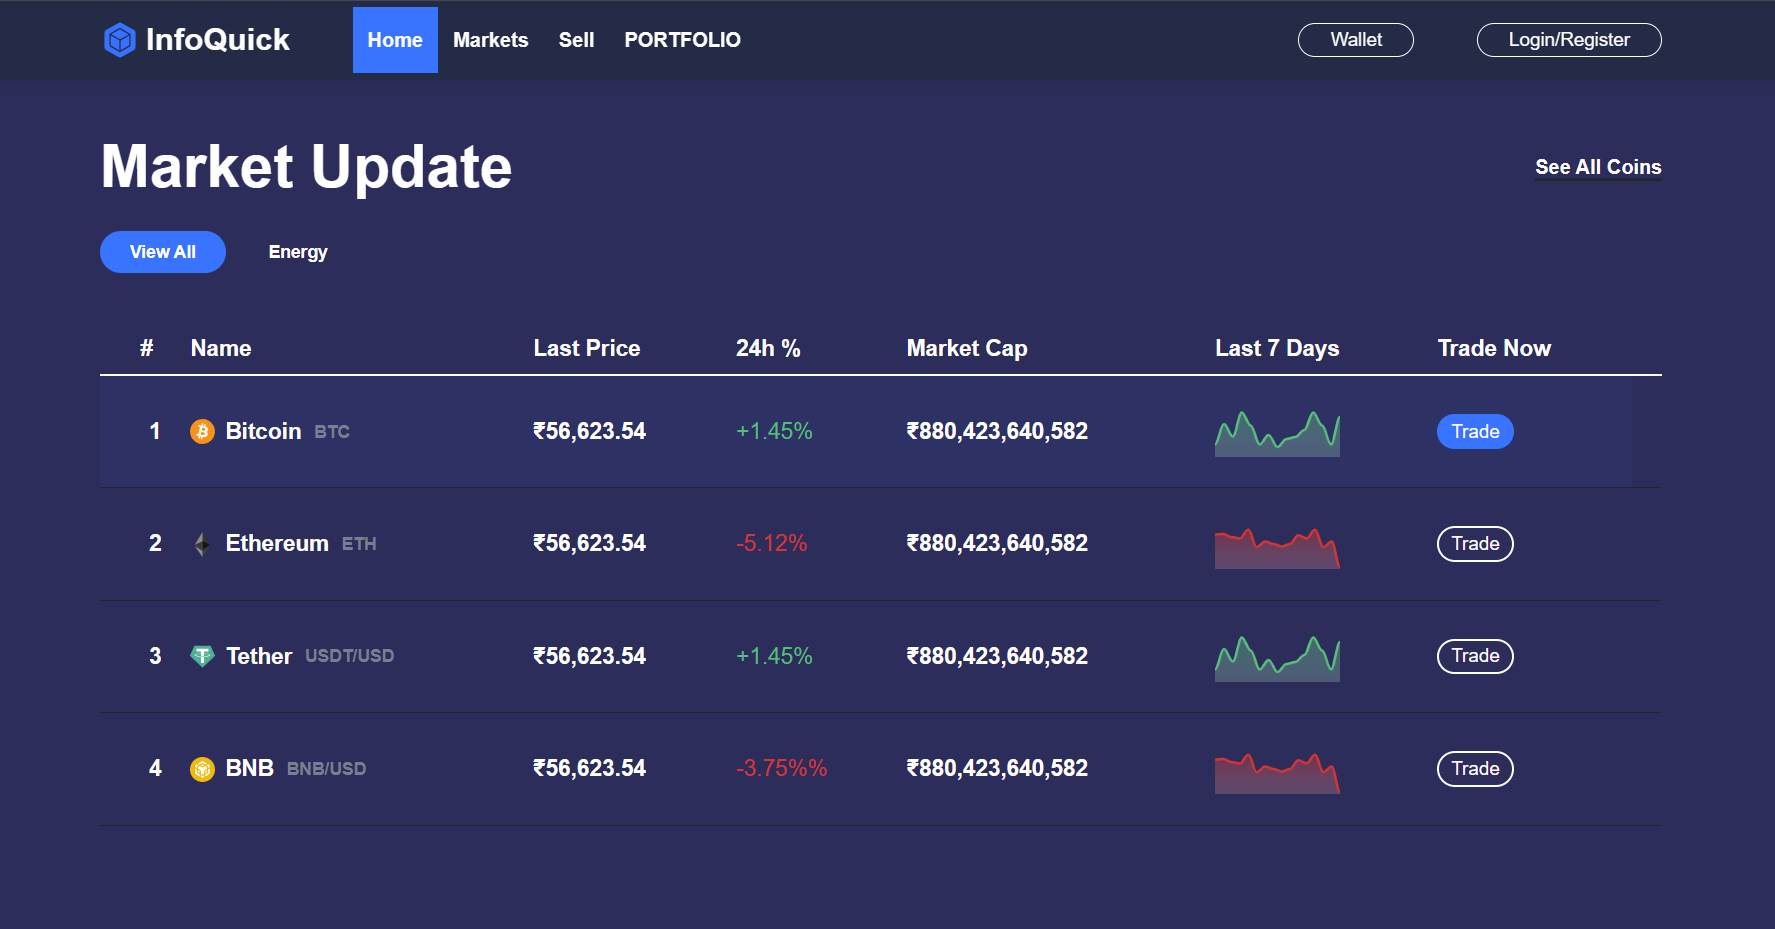 InfoQuick Home Markets Sell PORTFOLIO Wallet Login/Register
Market Update See All Coins
View All Energy
# Name Last Price 24h % Market Cap Last 7 Days Trade Now
1 Bitcoin BTC ₹56,623.54 +1.45% ₹880,423,640,582 Trade
2 Ethereum ETH ₹56,623.54 -5.12% ₹880,423,640,582 Trade
3 Tether USDT/USD ₹56,623.54 +1.45% ₹880,423,640,582 Trade
4 BNB BNB/USD ₹56,623.54 -3.75%% ₹880,423,640,582 Trade